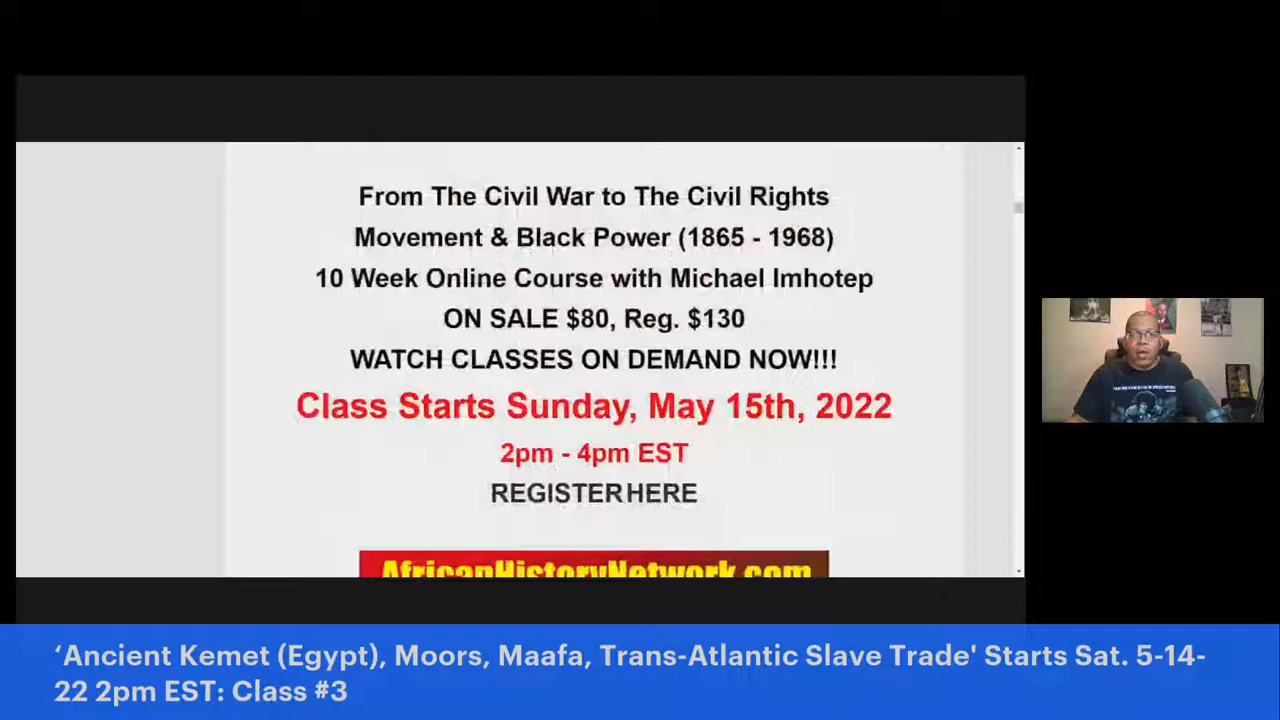 From The Civil War to The Civil Rights
Movement & Black Power (1865 - 1968)
10 Week Online Course with Michael Imhotep
ON SALE $80, Reg. $130
WATCH CLASSES ON DEMAND NOW!!!
Class Starts Sunday, May 15th, 2022
2pm - 4pm EST
REGISTER HERE
AfricanHistoryNetwork.com
‘Ancient Kemet (Egypt), Moors, Maafa, Trans-Atlantic Slave Trade' Starts Sat. 5-14-
22 2pm EST: Class #3